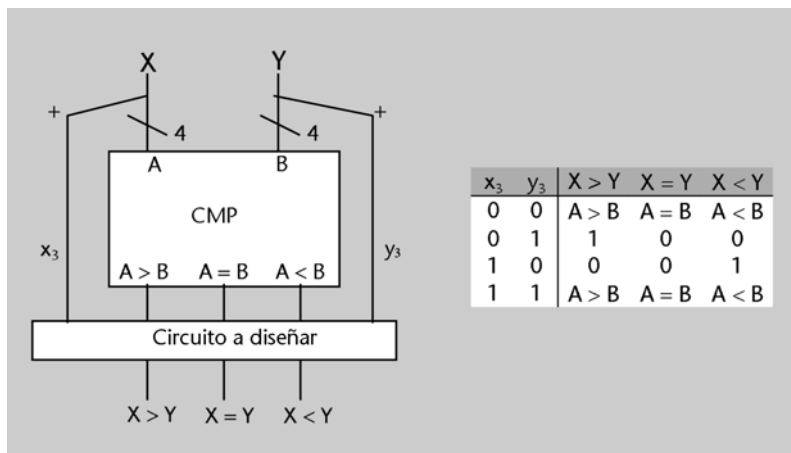 X Y
+ +
4 4
A B
CMP
x₃ y₃
A > B A = B A < B
Circuito a diseñar
X > Y X = Y X < Y
x₃ y₃ X > Y X = Y X < Y
0 0 A > B A = B A < B
0 1 1 0 0
1 0 0 0 1
1 1 A > B A = B A < B